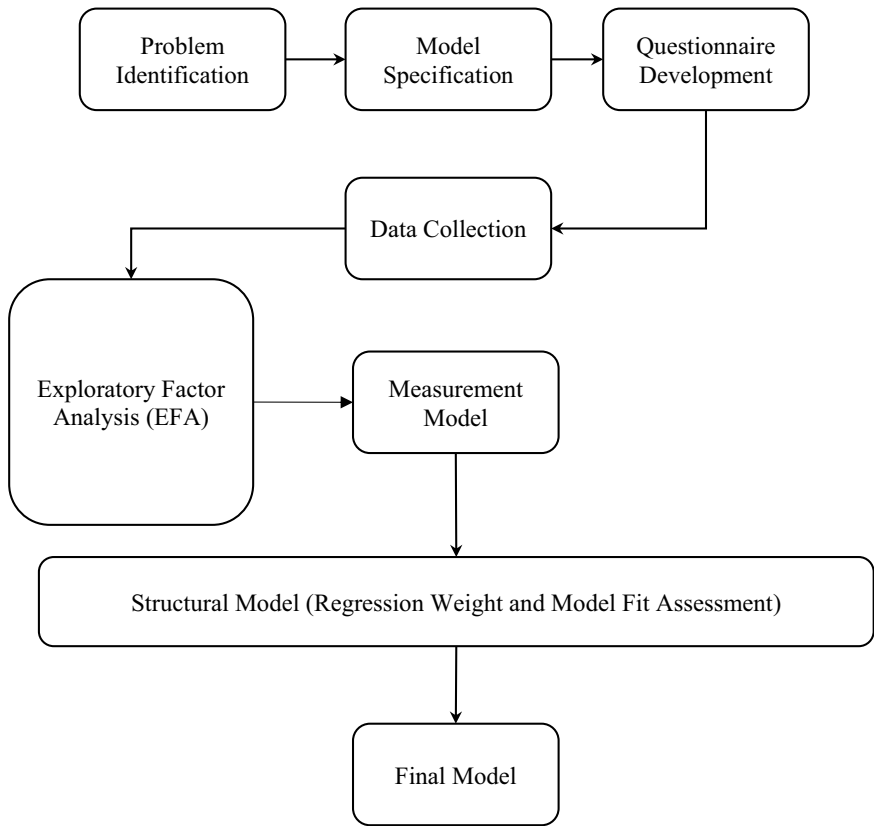 Problem
Identification
Model
Specification
Questionnaire
Development
Data Collection
Exploratory Factor
Analysis (EFA)
Measurement
Model
Structural Model (Regression Weight and Model Fit Assessment)
Final Model